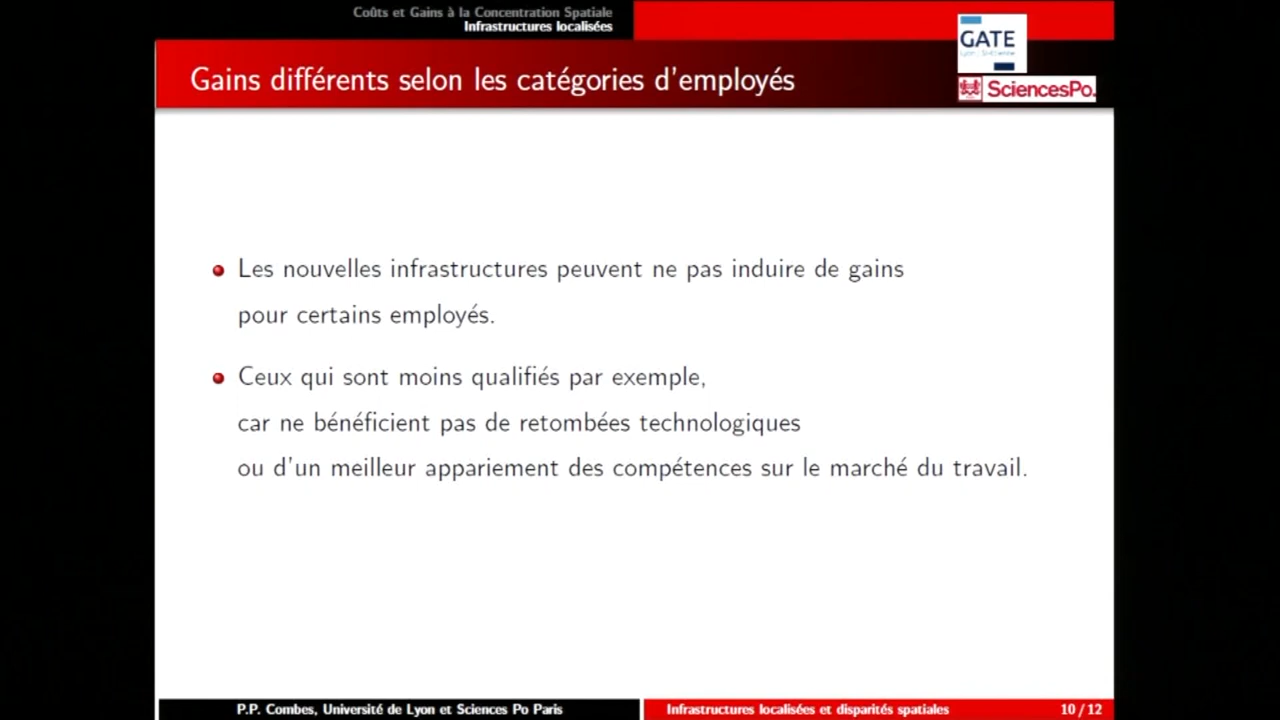 Coûts et Gains à la Concentration Spatiale
Infrastructures localisées
GATE
SciencesPo.
Gains différents selon les catégories d'employés
Les nouvelles infrastructures peuvent ne pas induire de gains
pour certains employés.
Ceux qui sont moins qualifiés par exemple,
car ne bénéficient pas de retombées technologiques
ou d'un meilleur appariement des compétences sur le marché du travail.
P.P. Combes, Université de Lyon et Sciences Po Paris
Infrastructures localisées et disparités spatiales
10 / 12